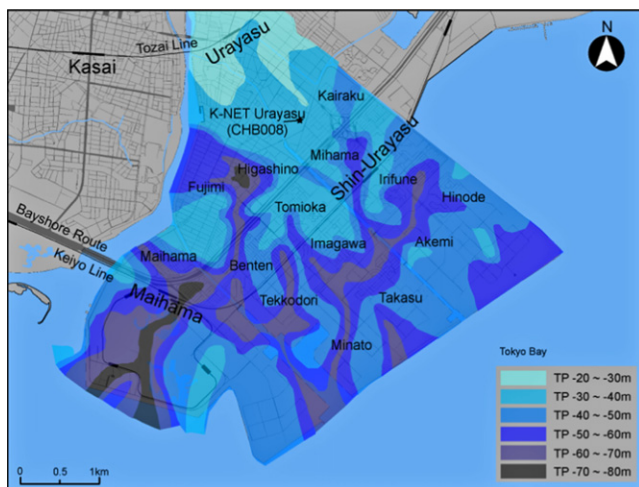 Tozai Line
Urayasu
Kasai
N
Kairaku
K-NET Urayasu
(CHB008)
Mihama
Shin-Urayasu
Higashino
Fujimi
Irifune
Hinode
Tomioka
Imagawa
Akemi
Bayshore Route
Keiyo Line
Maihama
Benten
Maihama
Tekkodori
Takasu
Minato
Tokyo Bay
TP -20 ~ -30m
TP -30 ~ -40m
TP -40 ~ -50m
TP -50 ~ -60m
TP -60 ~ -70m
TP -70 ~ -80m
0 0.5 1km